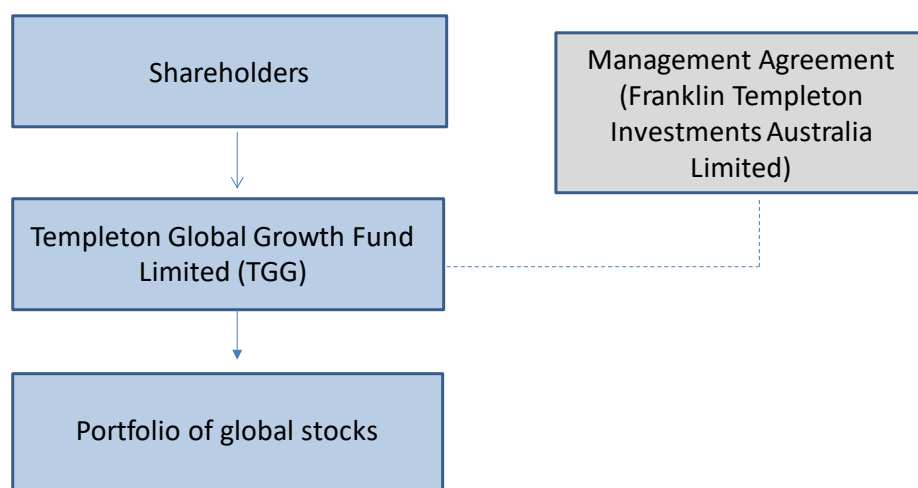 Shareholders
Management Agreement
(Franklin Templeton
Investments Australia
Limited)
Templeton Global Growth Fund
Limited (TGG)
Portfolio of global stocks